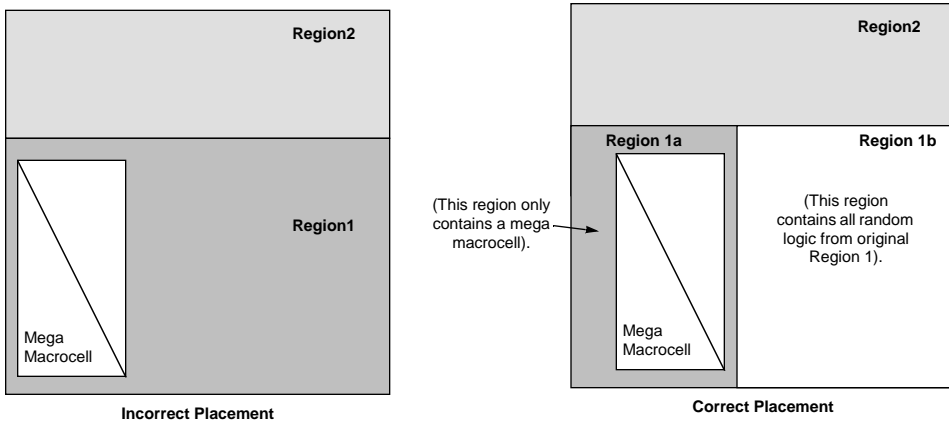 Region2
Region1
Mega
Macrocell
Incorrect Placement
Region2
Region 1a
Region 1b
(This region only
contains a mega
macrocell).
(This region
contains all random
logic from original
Region 1).
Mega
Macrocell
Correct Placement